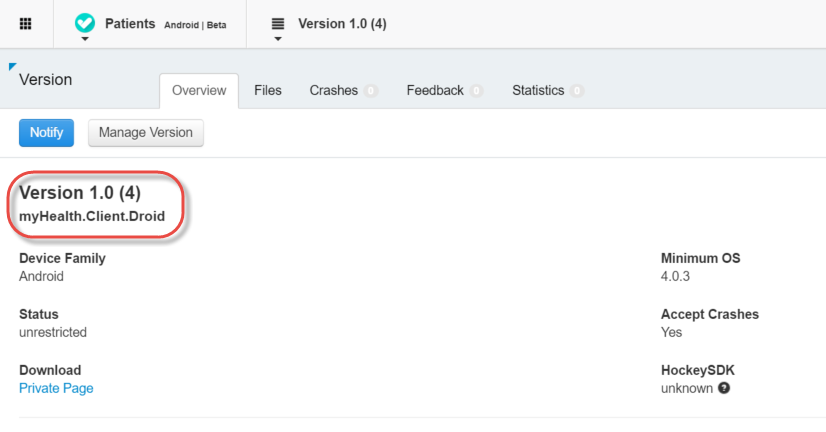 Patients Android | Beta Version 1.0 (4)
Version Overview Files Crashes 0 Feedback 0 Statistics 0
Notify Manage Version
Version 1.0 (4)
myHealth.Client.Droid
Device Family Minimum OS
Android 4.0.3
Status Accept Crashes
unrestricted Yes
Download HockeySDK
Private Page unknown ?